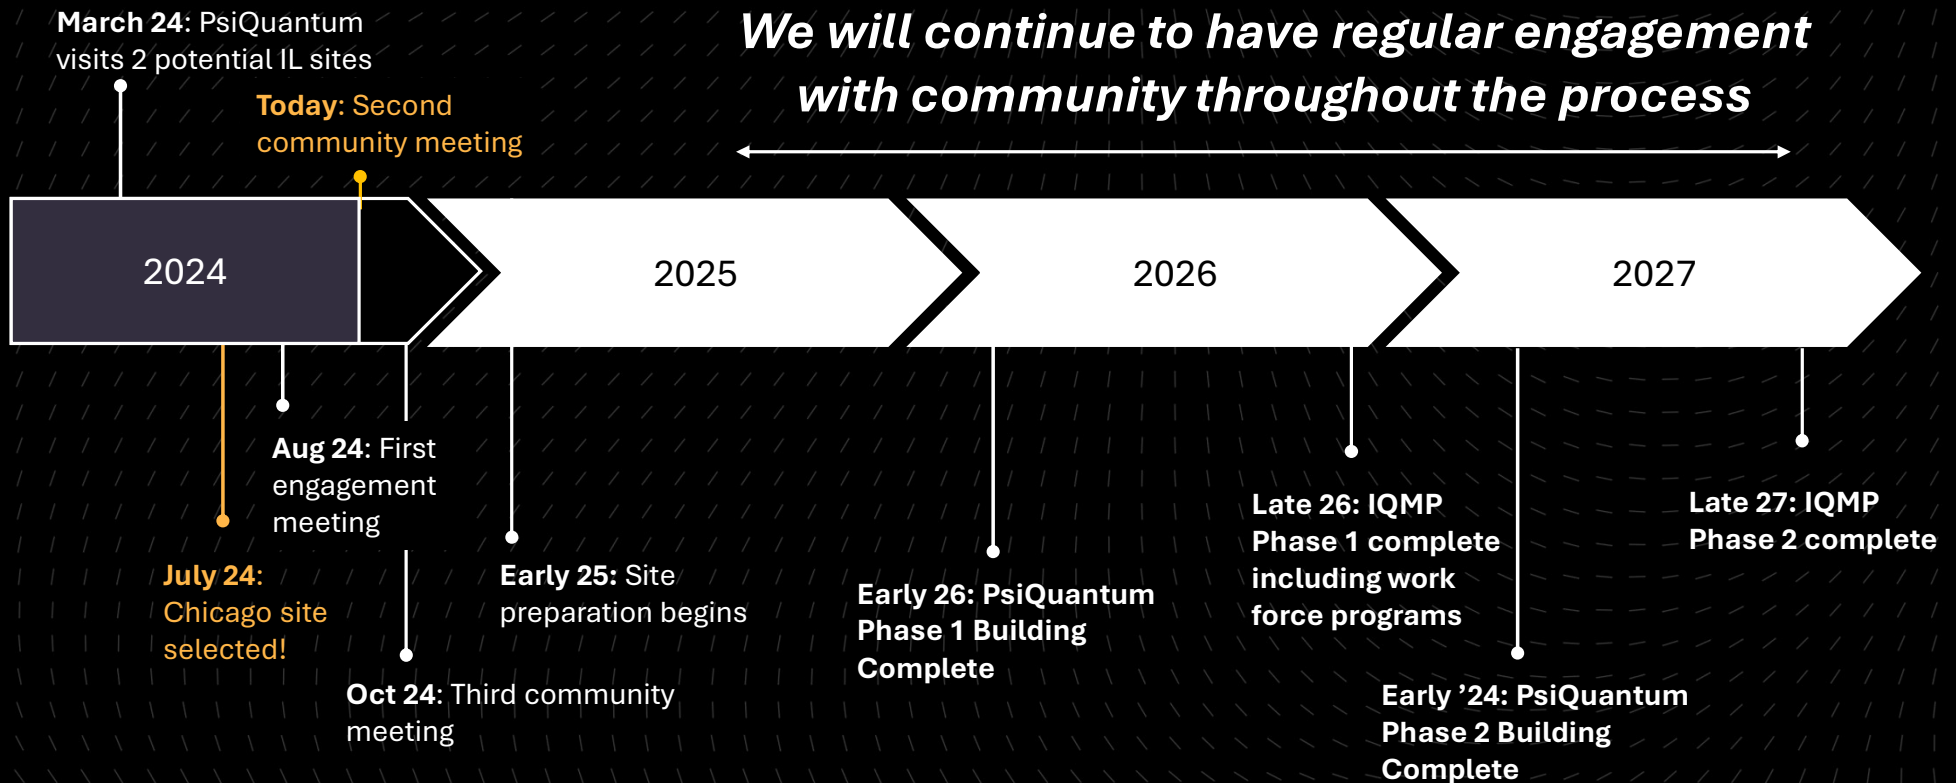 March 24: PsiQuantum
visits 2 potential IL sites
We will continue to have regular engagement
with community throughout the process
Today: Second
community meeting
2024
2025
2026
2027
Aug 24: First
engagement
meeting
July 24:
Chicago site
selected!
Oct 24: Third community
meeting
Early 25: Site
preparation begins
Early 26: PsiQuantum
Phase 1 Building
Complete
Late 26: IQMP
Phase 1 complete
including work
force programs
Early ’24: PsiQuantum
Phase 2 Building
Complete
Late 27: IQMP
Phase 2 complete